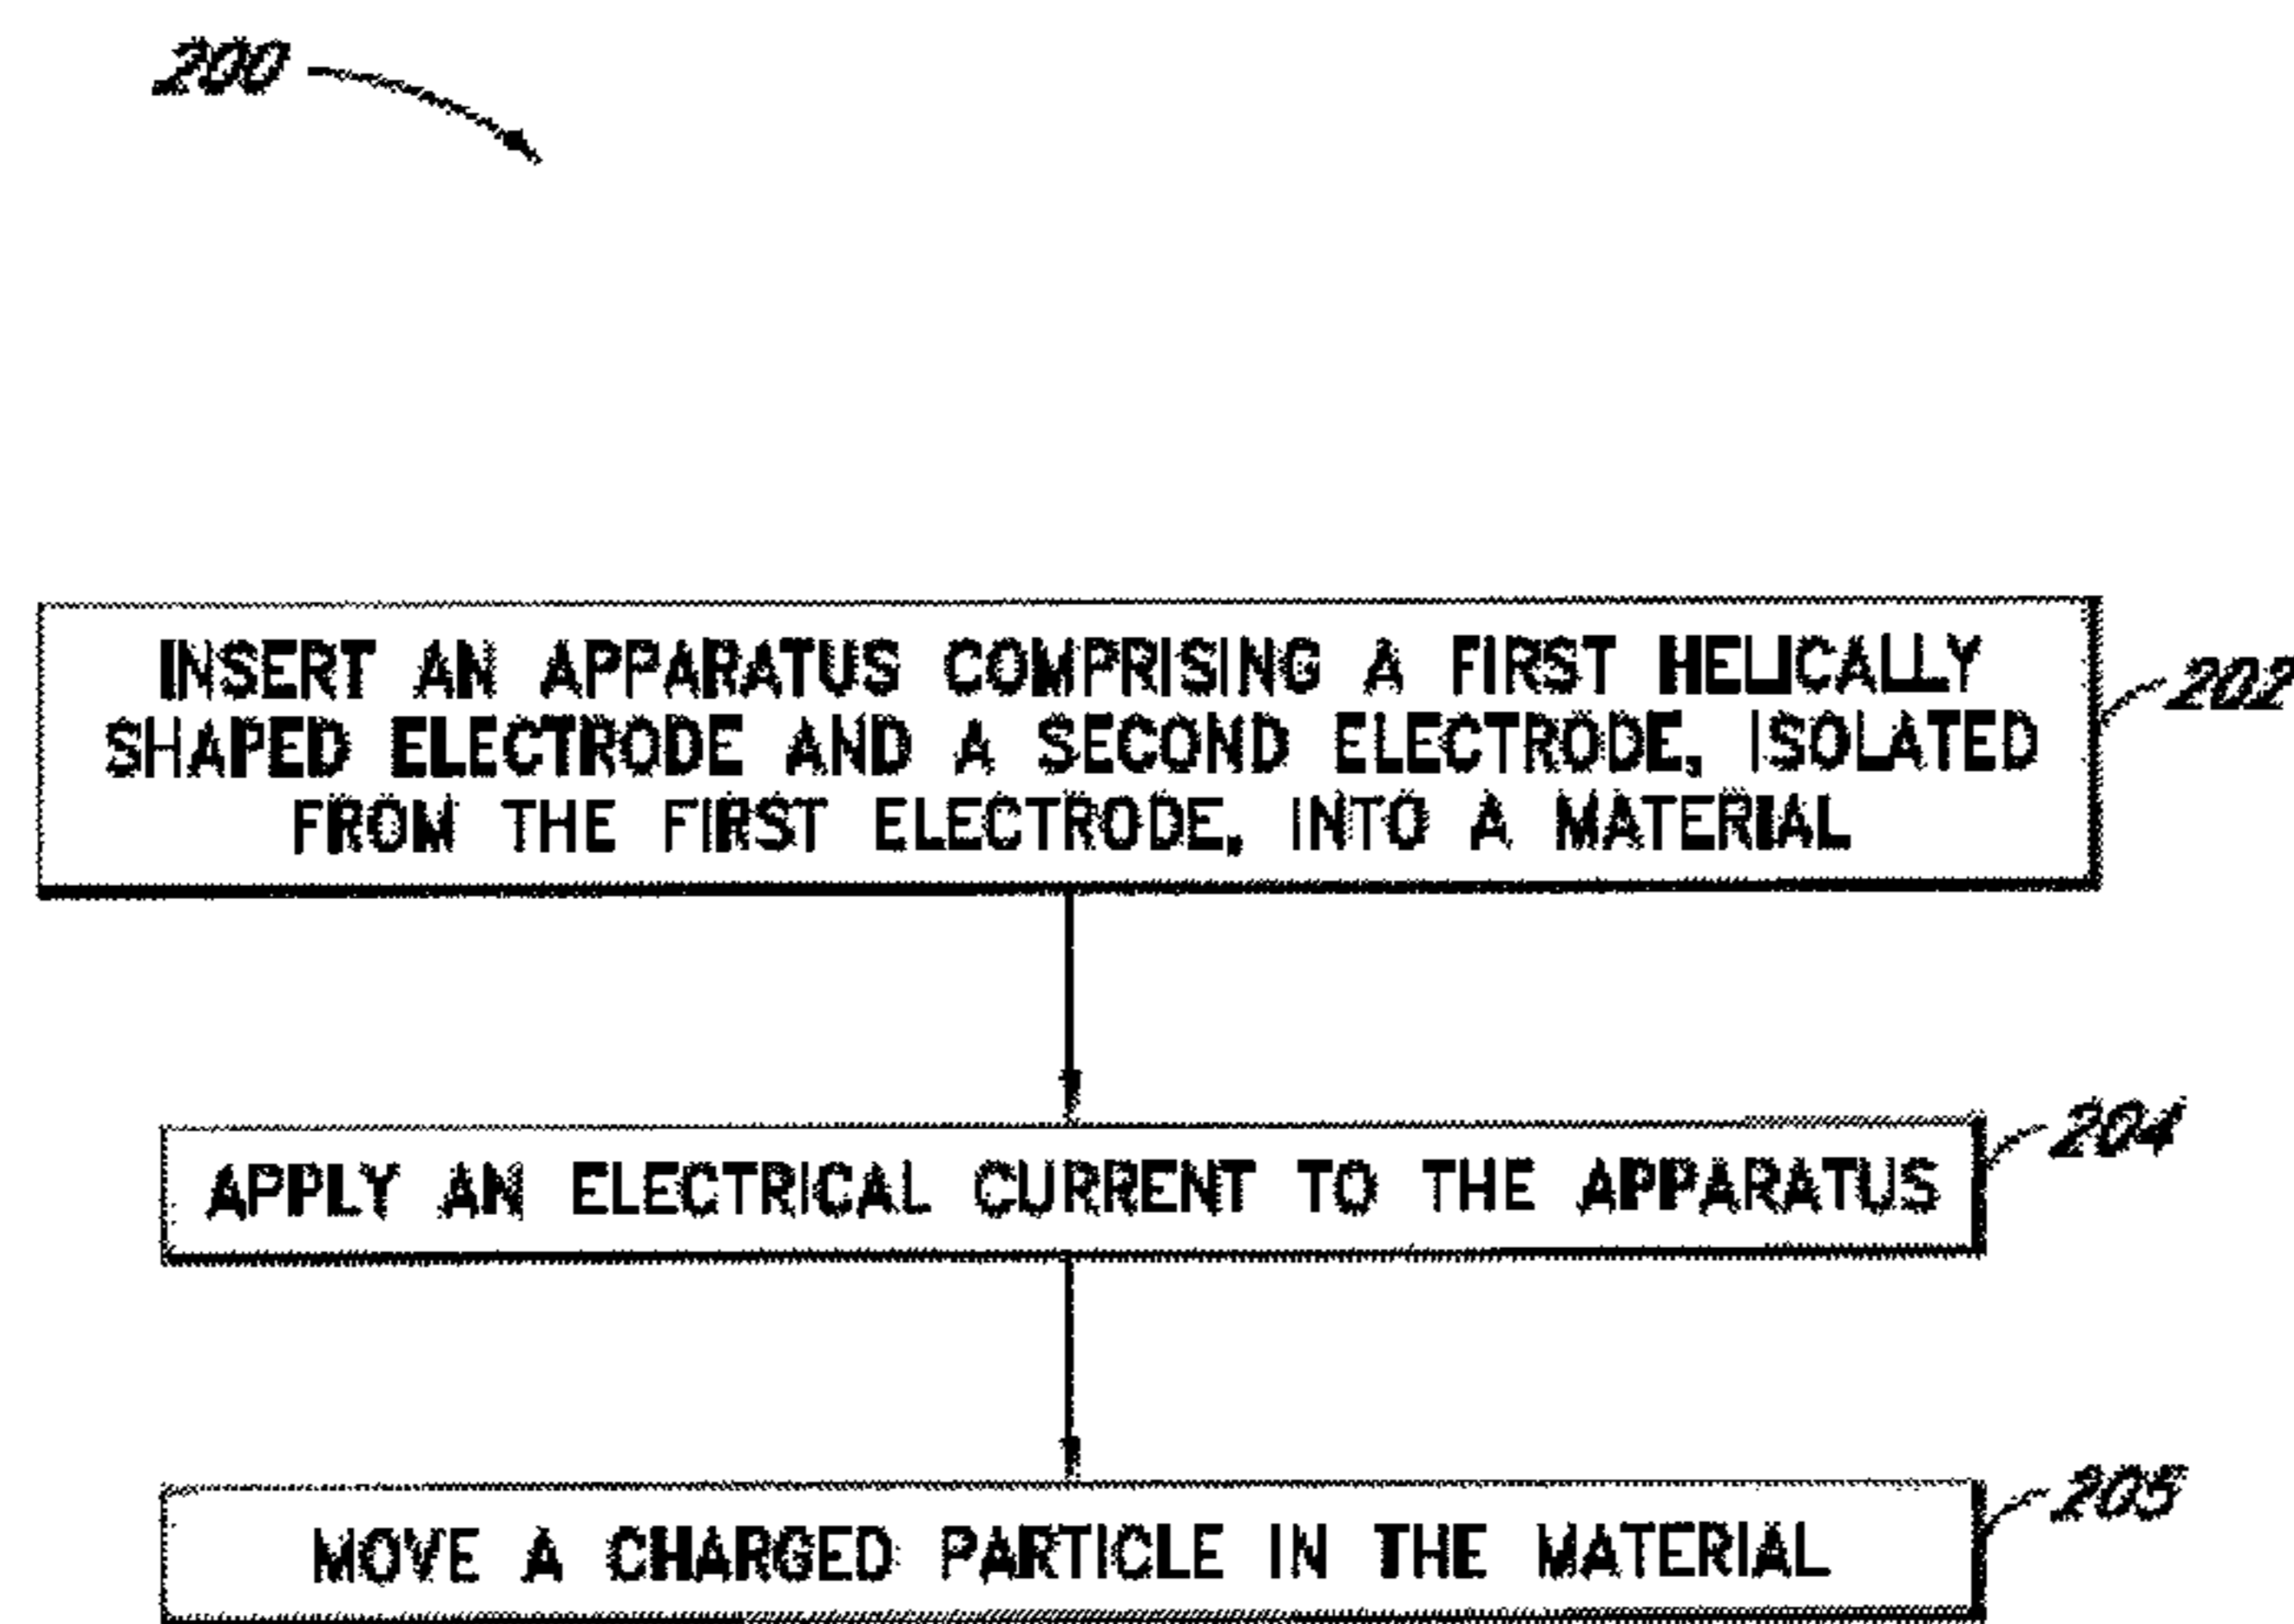 200
INSERT AN APPARATUS COMPRISING A FIRST HELICALLY
SHAPED ELECTRODE AND A SECOND ELECTRODE, ISOLATED
FROM THE FIRST ELECTRODE, INTO A MATERIAL
202
APPLY AN ELECTRICAL CURRENT TO THE APPARATUS
204
MOVE A CHARGED PARTICLE IN THE MATERIAL
205